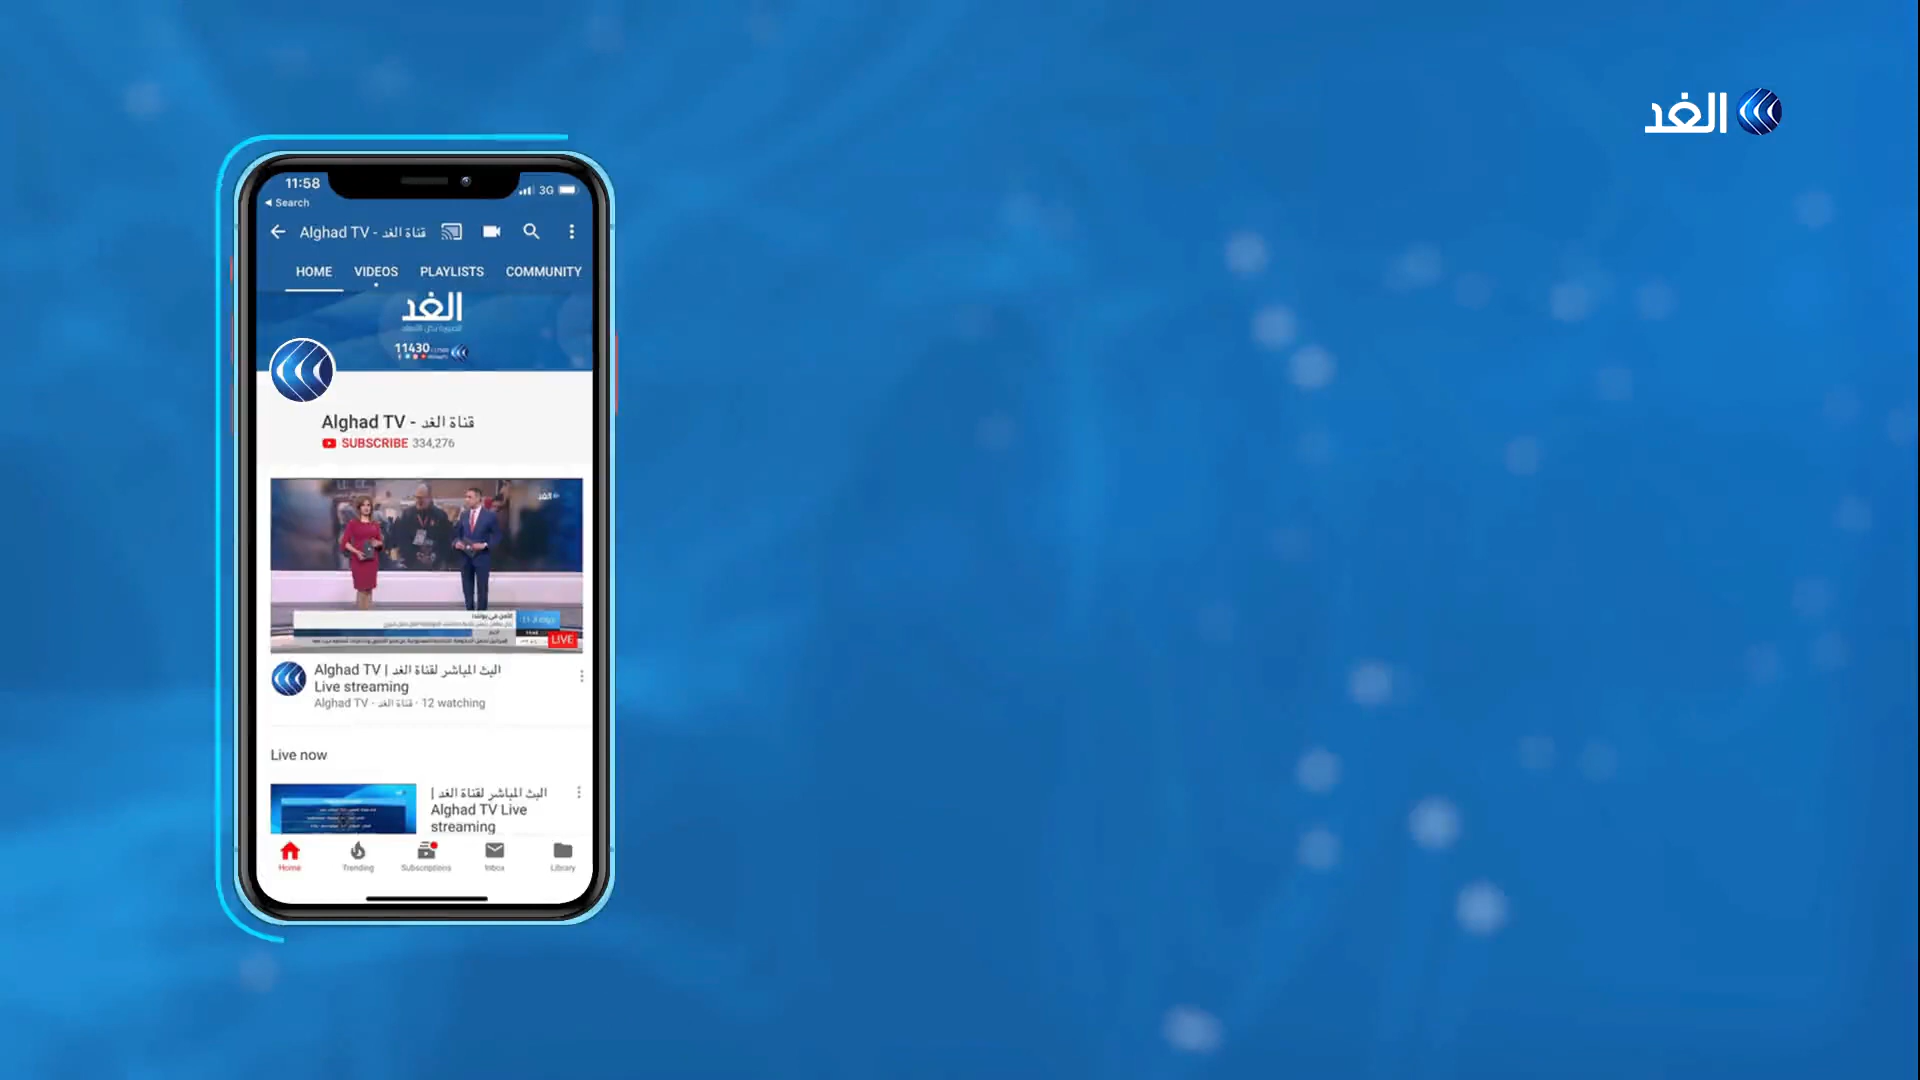 الغد
11:58
3G
Search
Alghad TV - قناة الغد
HOME VIDEOS PLAYLISTS COMMUNITY
الغد
11430
Alghad TV - قناة الغد
SUBSCRIBE 334,276
الغد
LIVE
Alghad TV | البث المباشر لقناة الغد
Live streaming
Alghad TV - قناة الغد · 12 watching
Live now
البث المباشر لقناة الغد |
Alghad TV Live
streaming
Home Trending Subscriptions Inbox Library